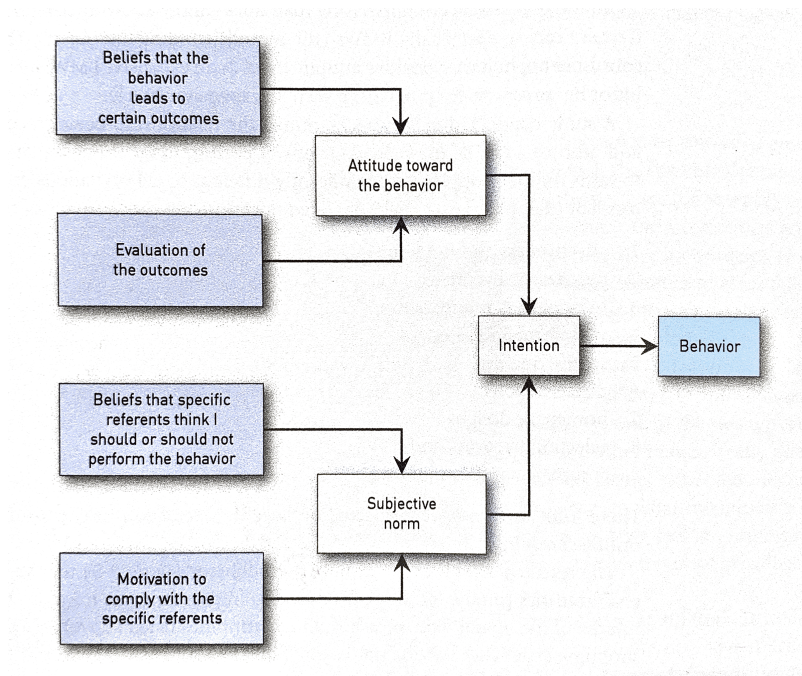 Beliefs that the
behavior
leads to
certain outcomes
Attitude toward
the behavior
Evaluation of
the outcomes
Intention
Behavior
Beliefs that specific
referents think I
should or should not
perform the behavior
Subjective
norm
Motivation to
comply with the
specific referents